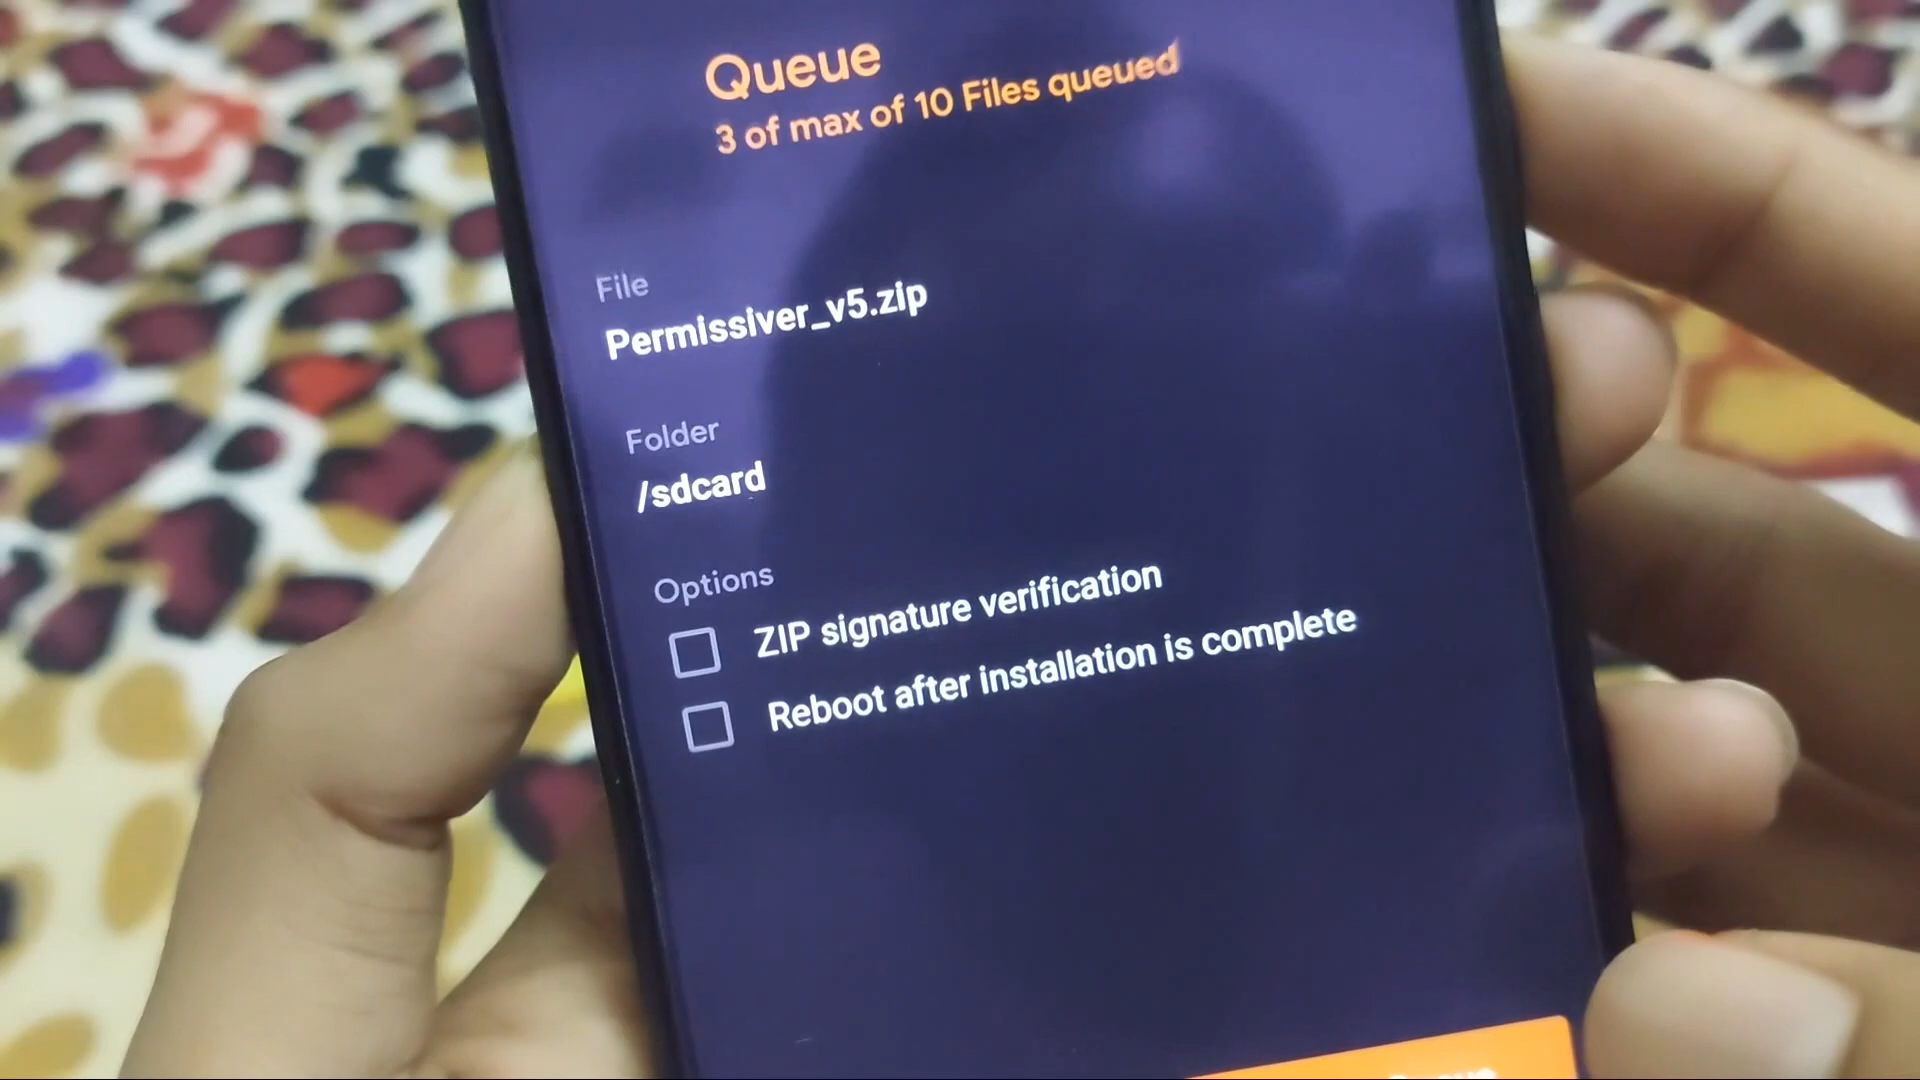 Queue
3 of max of 10 Files queued
File
Permissiver_v5.zip
Folder
/sdcard
Options
ZIP signature verification
Reboot after installation is complete